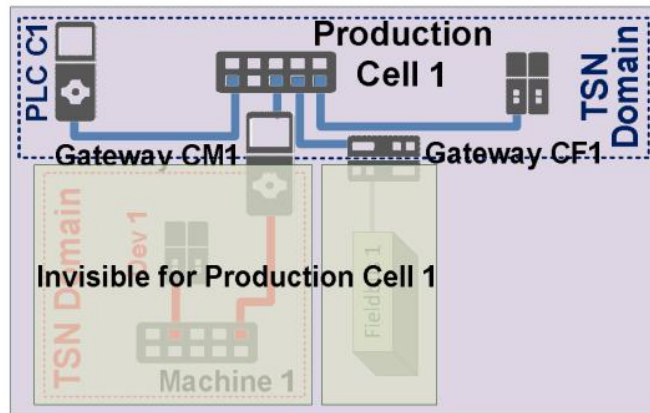 Production
Cell 1
PLC C1
TSN
Domain
Gateway CM1
Gateway CF1
Dev 1
Invisible for Production Cell 1
TSN Domain
Machine 1
Fieldbus 1